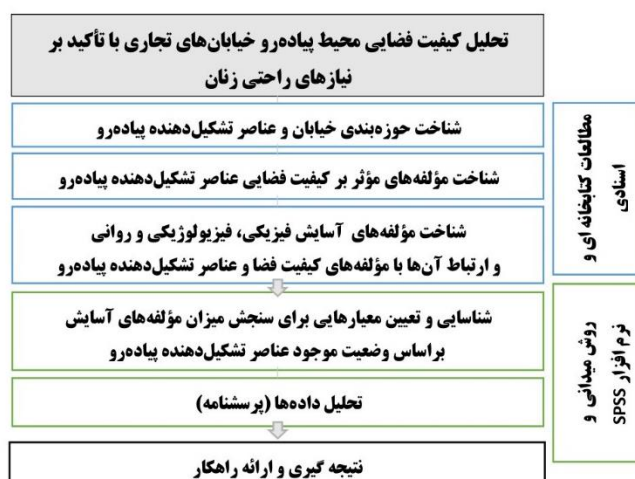 تحلیل کیفیت فضایی محیط پیاده‌رو خیابان‌های تجاری با تأکید بر
نیازهای راحتی زنان
شناخت حوزه‌بندی خیابان و عناصر تشکیل‌دهنده پیاده‌رو
شناخت مؤلفه‌های مؤثر بر کیفیت فضایی عناصر تشکیل‌دهنده پیاده‌رو
شناخت مؤلفه‌های آسایش فیزیکی، فیزیولوژیکی و روانی
و ارتباط آن‌ها با مؤلفه‌های کیفیت فضا و عناصر تشکیل‌دهنده پیاده‌رو
مطالعات کتابخانه ای و
اسنادی
شناسایی و تعیین معیارهایی برای سنجش میزان مؤلفه‌های آسایش
براساس وضعیت موجود عناصر تشکیل‌دهنده پیاده‌رو
تحلیل داده‌ها (پرسشنامه)
روش میدانی و
نرم افزار SPSS
نتیجه گیری و ارائه راهکار